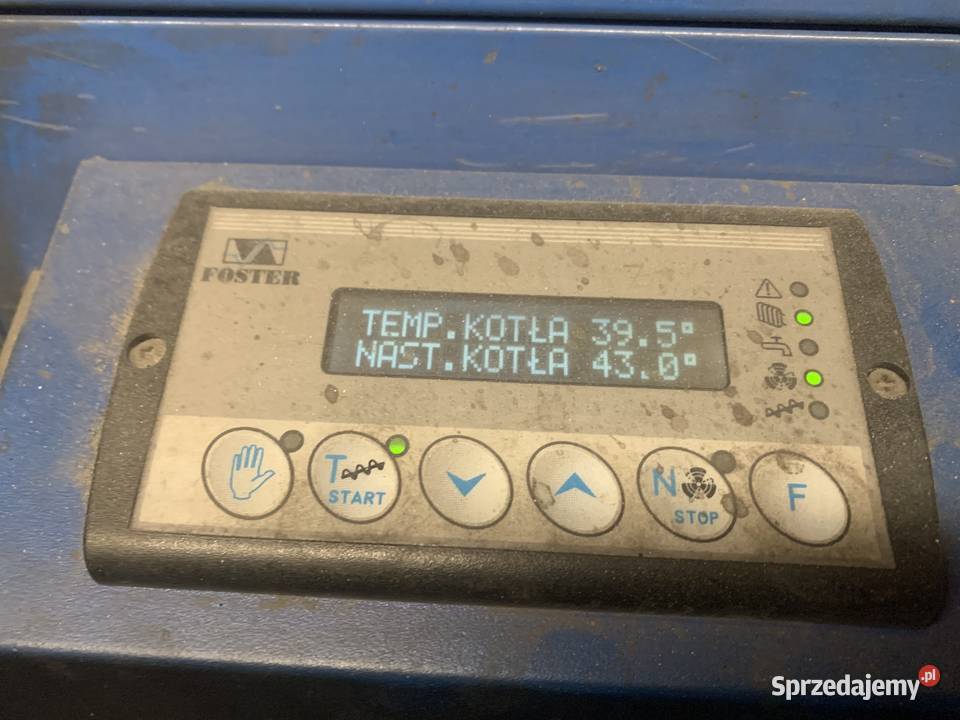 FOSTER
TEMP.KOTŁA 39.5°
NAST.KOTŁA 43.0°
T
START
N
STOP
F
Sprzedajemy.pl